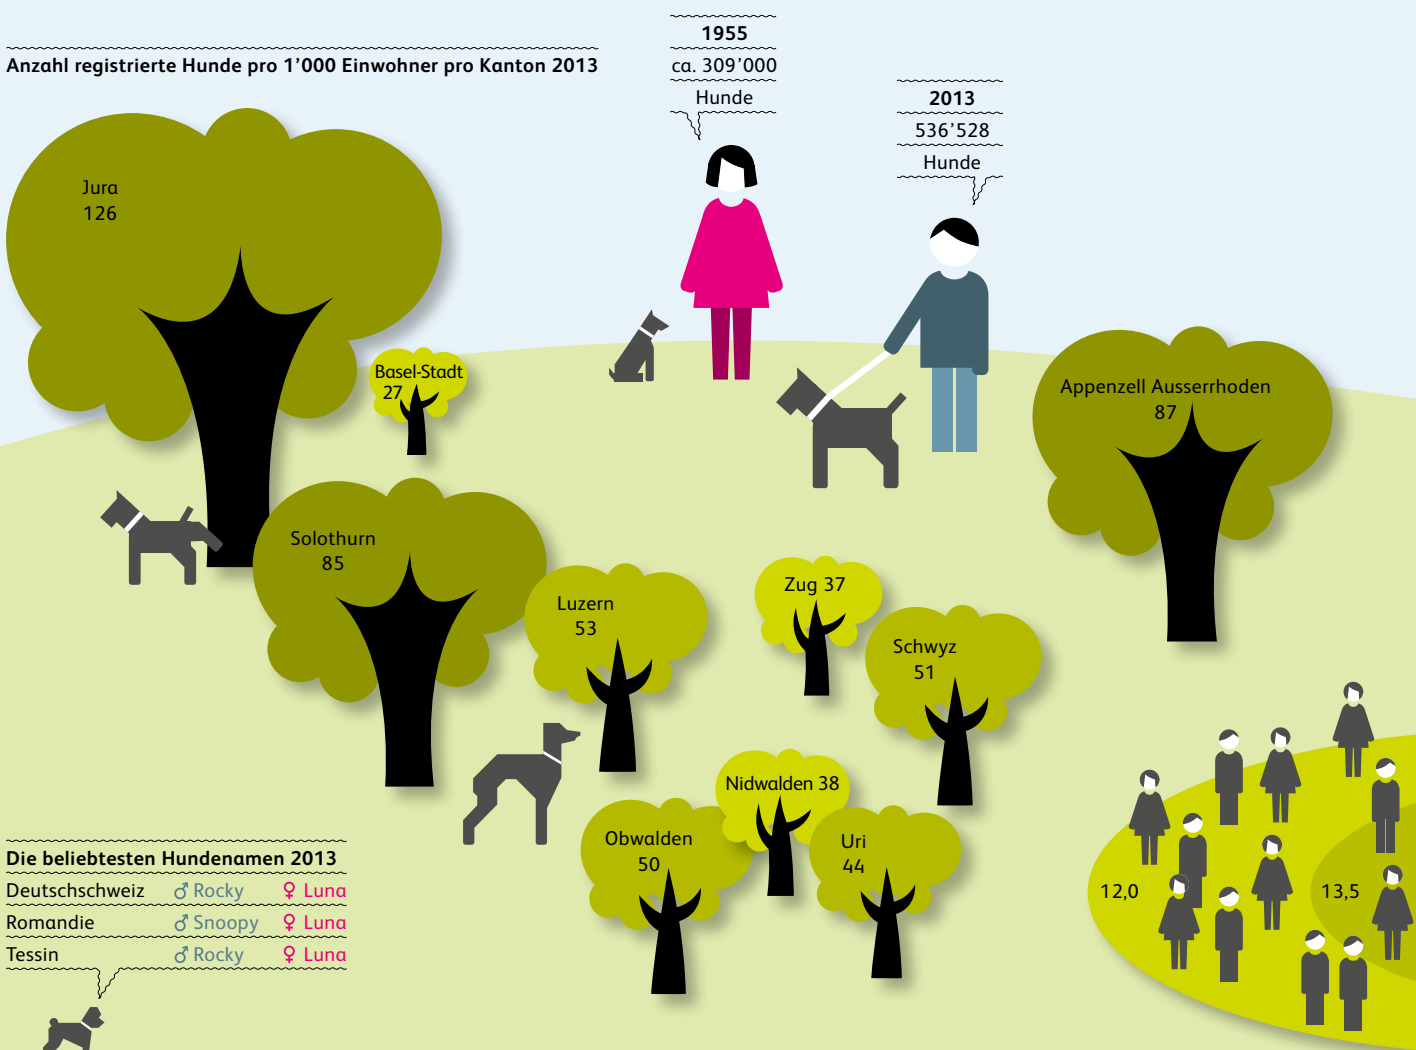 Anzahl registrierte Hunde pro 1’000 Einwohner pro Kanton 2013
1955
ca. 309’000
Hunde
2013
536’528
Hunde
Jura
126
Basel-Stadt
27
Appenzell Ausserrhoden
87
Solothurn
85
Luzern
53
Zug 37
Schwyz
51
Nidwalden 38
Obwalden
50
Uri
44
12,0
13,5
Die beliebtesten Hundenamen 2013
Deutschschweiz ♂ Rocky ♀ Luna
Romandie ♂ Snoopy ♀ Luna
Tessin ♂ Rocky ♀ Luna